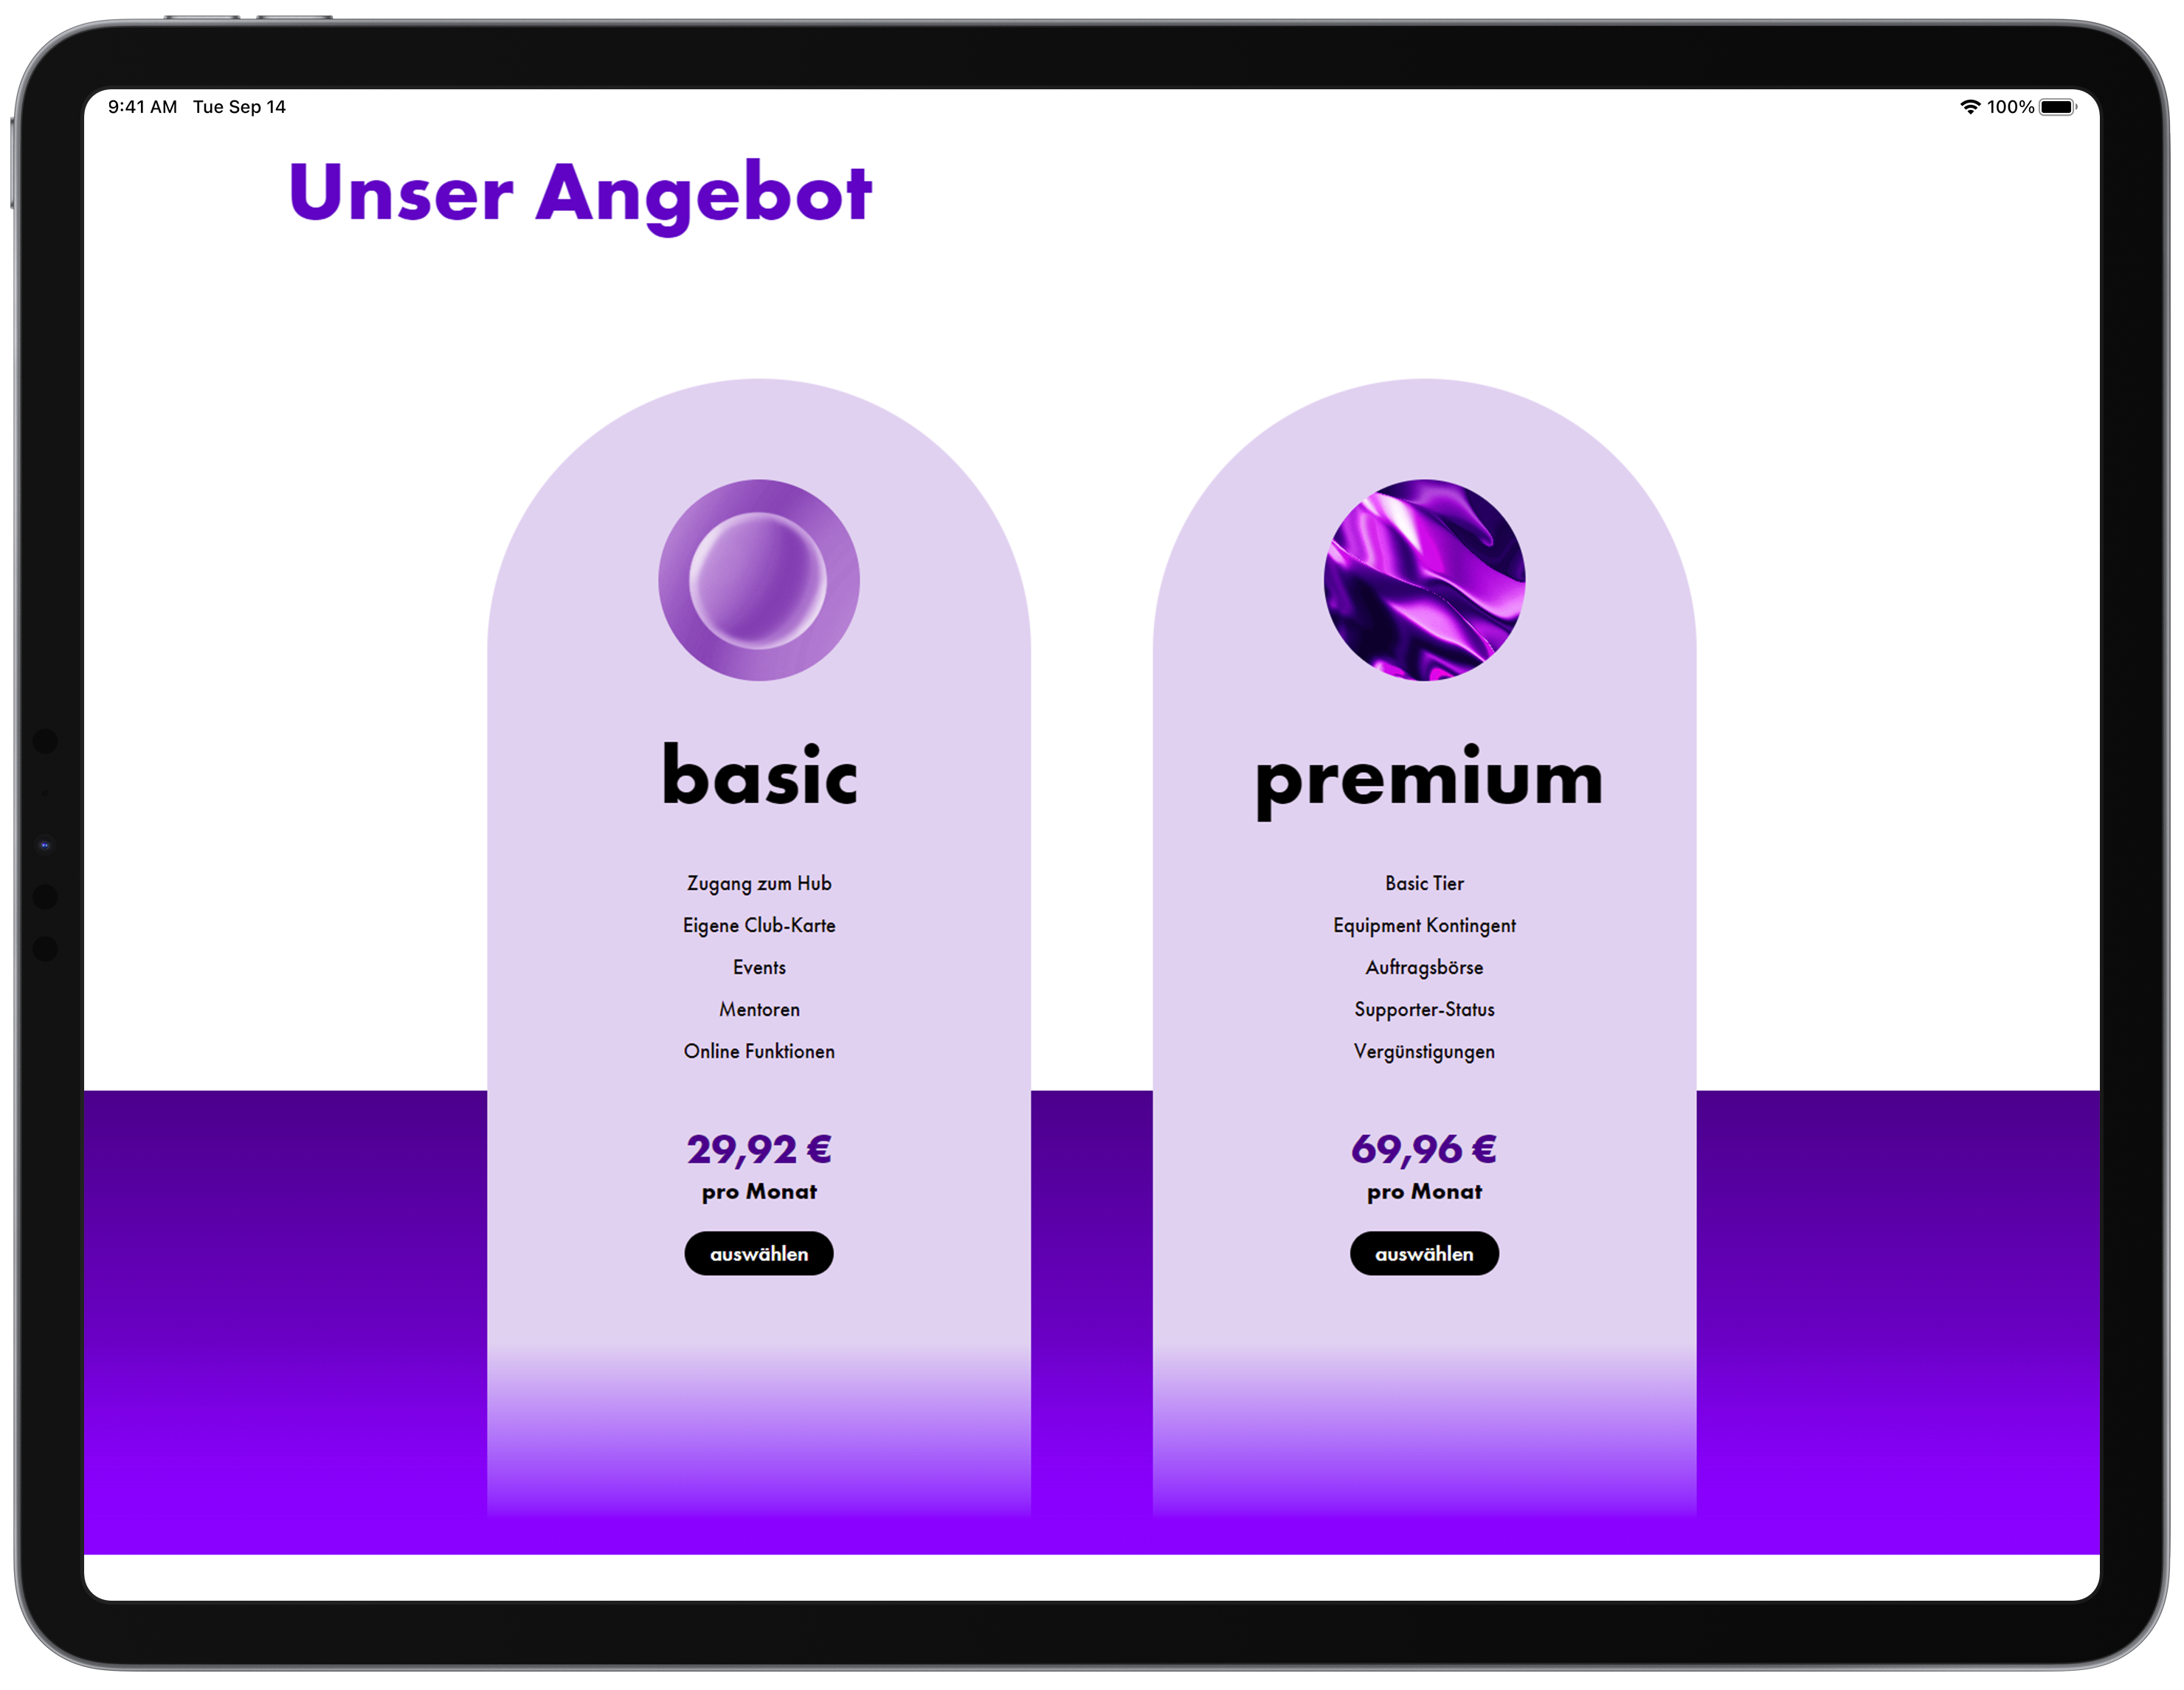 9:41 AM Tue Sep 14
100%
Unser Angebot
basic
Zugang zum Hub
Eigene Club-Karte
Events
Mentoren
Online Funktionen
29,92 €
pro Monat
auswählen
premium
Basic Tier
Equipment Kontingent
Auftragsbörse
Supporter-Status
Vergünstigungen
69,96 €
pro Monat
auswählen